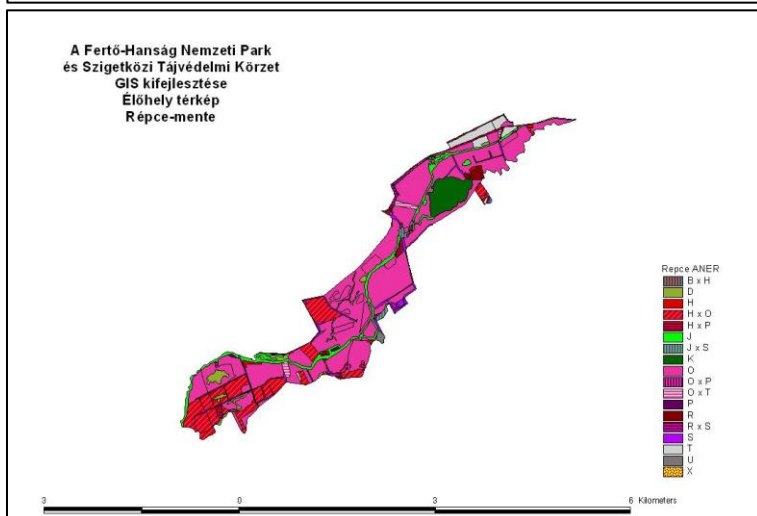 A Fertő-Hanság Nemzeti Park
és Szigetközi Tájvédelmi Körzet
GIS kifejlesztése
Élőhely térkép
Répce-mente
Repce ANER
B x H
D
H
H x O
H x P
J
J x S
K
O
O x P
O x T
P
R
R x S
S
T
U
X
3 0 3 6 Kilometers